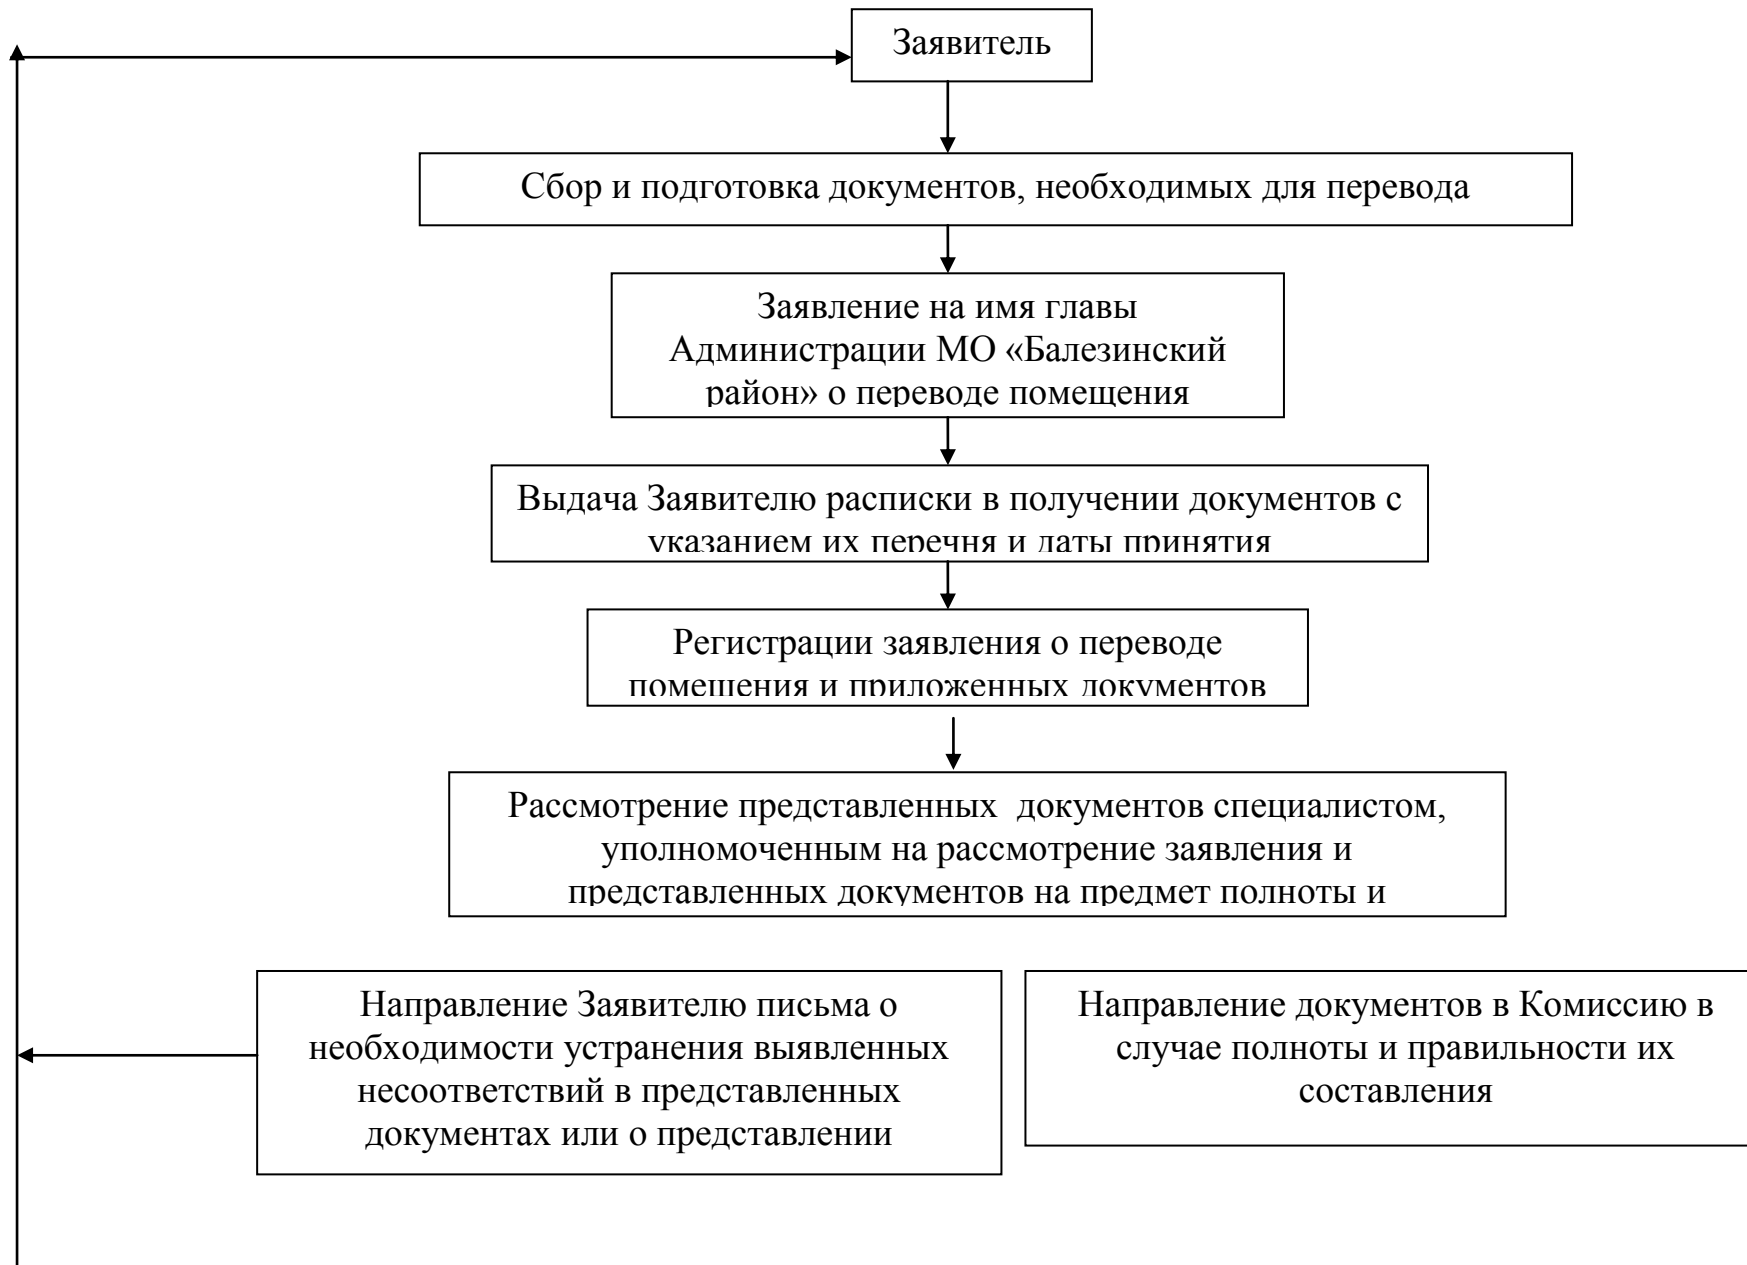 Заявитель
Сбор и подготовка документов, необходимых для перевода
Заявление на имя главы
Администрации МО «Балезинский
район» о переводе помещения
Выдача Заявителю расписки в получении документов с
указанием их перечня и даты принятия
Регистрации заявления о переводе
помещения и приложенных документов
Рассмотрение представленных документов специалистом,
уполномоченным на рассмотрение заявления и
представленных документов на предмет полноты и
Направление Заявителю письма о
необходимости устранения выявленных
несоответствий в представленных
документах или о представлении
Направление документов в Комиссию в
случае полноты и правильности их
составления